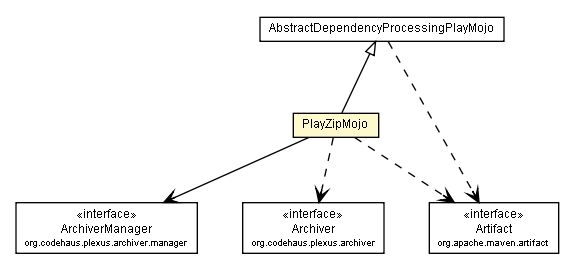 AbstractDependencyProcessingPlayMojo
PlayZipMojo
«interface»
ArchiverManager
org.codehaus.plexus.archiver.manager
«interface»
Archiver
org.codehaus.plexus.archiver
«interface»
Artifact
org.apache.maven.artifact